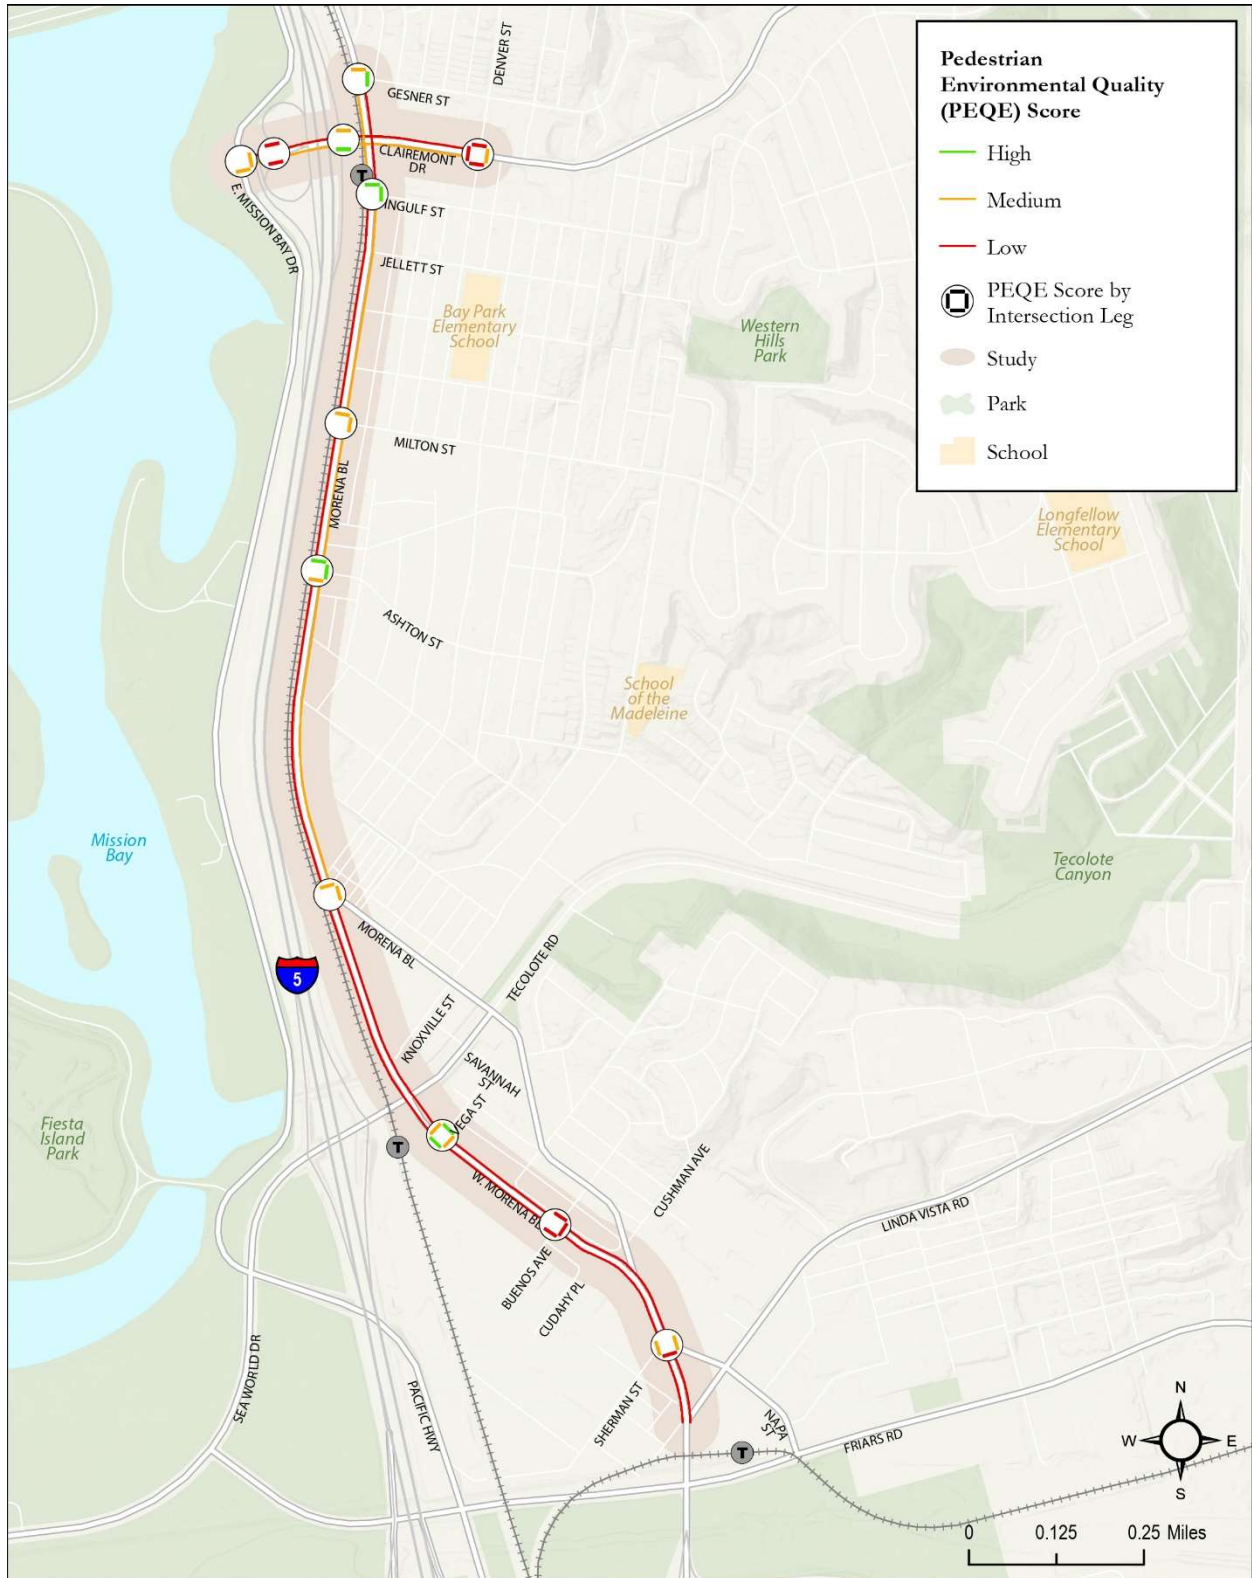 Pedestrian
Environmental Quality
(PEQE) Score
High
Medium
Low
PEQE Score by
Intersection Leg
Study
Park
School
DENVER ST
GESNER ST
CLAIREMONT
DR
T
E. MISSION BAY DR
INGULF ST
JELLETT ST
Bay Park
Elementary
School
Western
Hills
Park
MILTON ST
MORENA BL
Longfellow
Elementary
School
ASHTON ST
School
of the
Madeleine
Mission
Bay
Tecolote
Canyon
MORENA BL
TECOLOTE RD
5
KNOXVILLE ST
SAVANNAH
ST
VEGA ST
Fiesta
Island
Park
T
W. MORENA BL
CUSHMAN AVE
LINDA VISTA RD
BUENOS AVE
CUDAHY PL
SEA WORLD DR
PACIFIC HWY
SHERMAN ST
NAPA
ST
FRIARS RD
T
N
W
E
S
0
0.125
0.25 Miles